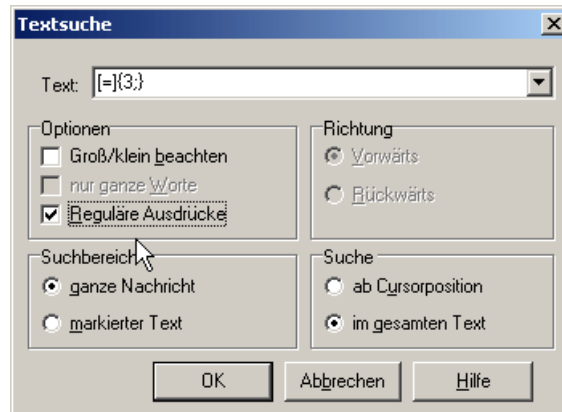 Textsuche
Text: [=]{3;}
Optionen
Groß/klein beachten
nur ganze Worte
Reguläre Ausdrücke
Richtung
Vorwärts
Rückwärts
Suchbereich
ganze Nachricht
markierter Text
Suche
ab Cursorposition
im gesamten Text
OK
Abbrechen
Hilfe